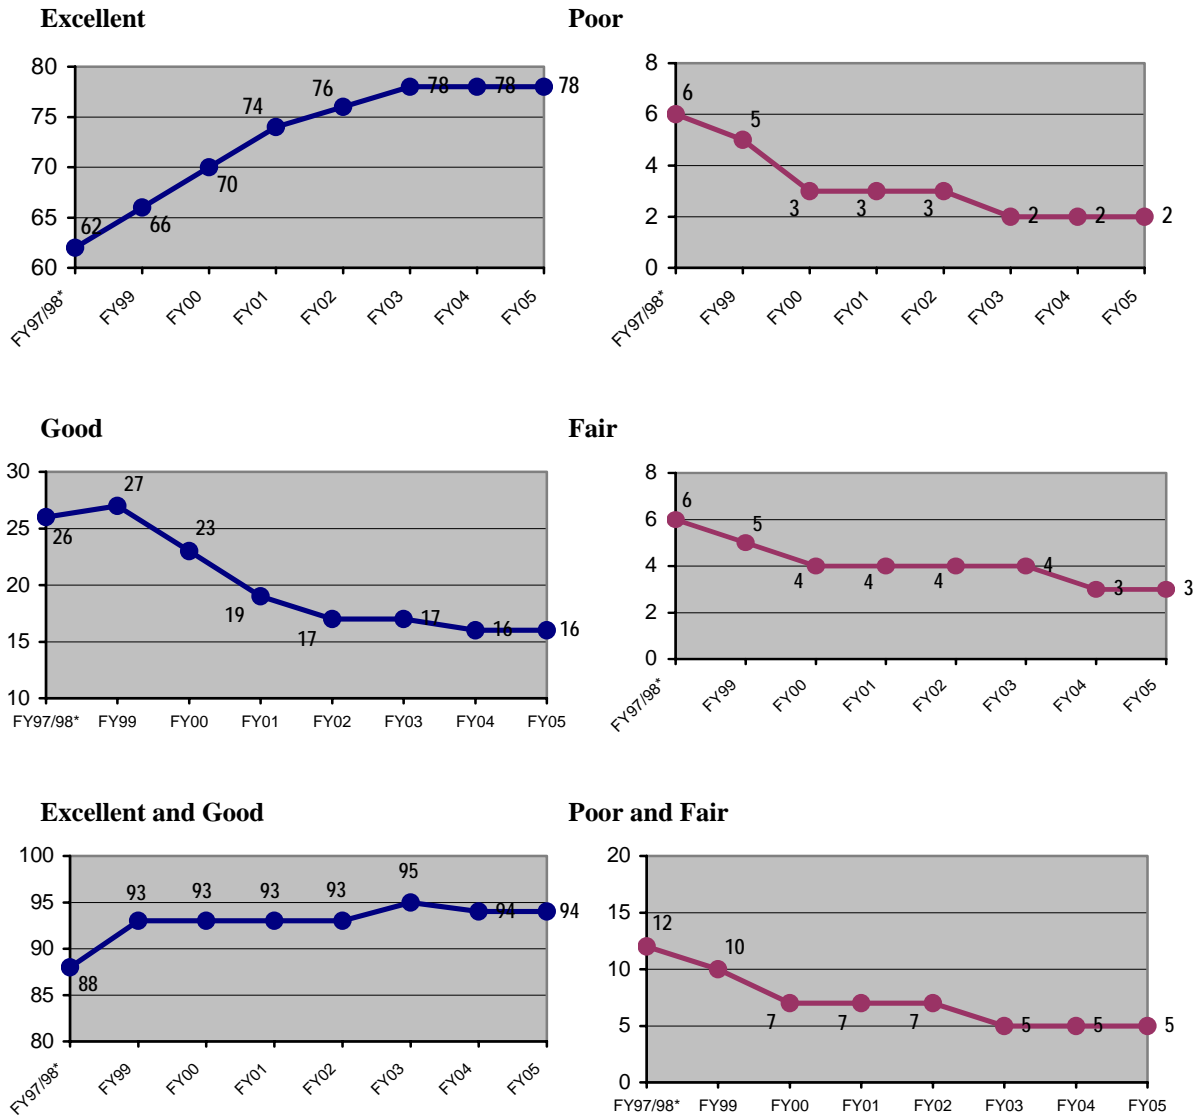 Excellent
80
75
70
65
60
62
66
70
74
76
78
78
78
FY97/98*
FY99
FY00
FY01
FY02
FY03
FY04
FY05
Poor
8
6
4
2
0
6
5
3
3
3
2
2
2
FY97/98*
FY99
FY00
FY01
FY02
FY03
FY04
FY05
Good
30
25
20
15
10
26
27
23
19
17
17
16
16
FY97/98* FY99 FY00 FY01 FY02 FY03 FY04 FY05
Fair
8
6
4
2
0
6
5
4
4
4
4
3
3
FY97/98*
FY99
FY00
FY01
FY02
FY03
FY04
FY05
Excellent and Good
100
95
90
85
80
88
93
93
93
93
95
94
94
FY97/98*
FY99
FY00
FY01
FY02
FY03
FY04
FY05
Poor and Fair
20
15
10
5
0
12
10
7
7
7
5
5
5
FY97/98* FY99 FY00 FY01 FY02 FY03 FY04 FY05